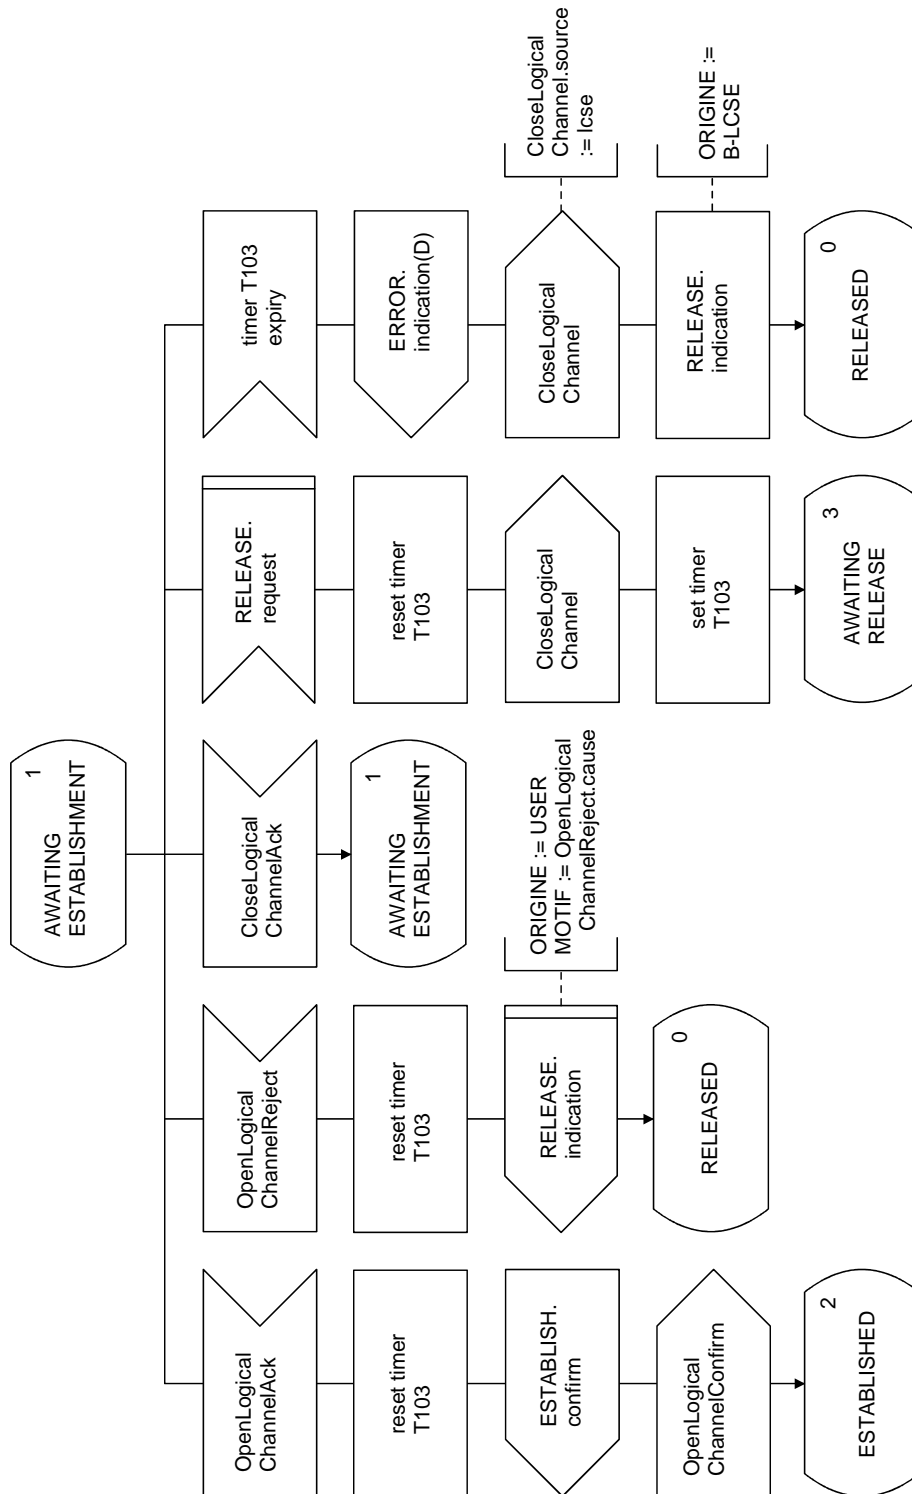 1
AWAITING
ESTABLISHMENT
OpenLogical
ChannelAck
reset timer
T103
ESTABLISH.
confirm
OpenLogical
ChannelConfirm
2
ESTABLISHED
OpenLogical
ChannelReject
reset timer
T103
RELEASE.
indication
ORIGINE := USER
MOTIF := OpenLogical
ChannelReject.cause
0
RELEASED
CloseLogical
ChannelAck
1
AWAITING
ESTABLISHMENT
RELEASE.
request
reset timer
T103
CloseLogical
Channel
set timer
T103
3
AWAITING
RELEASE
timer T103
expiry
ERROR.
indication(D)
CloseLogical
Channel
CloseLogical
Channel.source
:= lcse
RELEASE.
indication
ORIGINE :=
B-LCSE
0
RELEASED